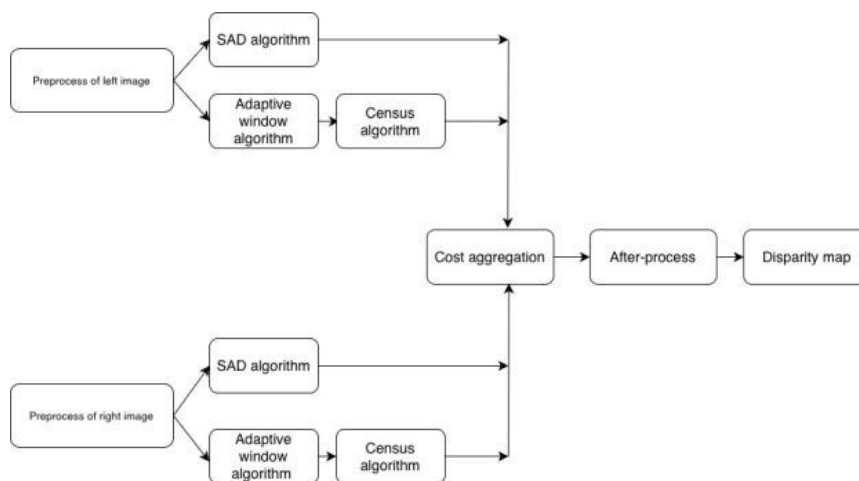 SAD algorithm
Preprocess of left image
Adaptive
window
algorithm
Census
algorithm
Cost aggregation
After-process
Disparity map
SAD algorithm
Preprocess of right image
Adaptive
window
algorithm
Census
algorithm